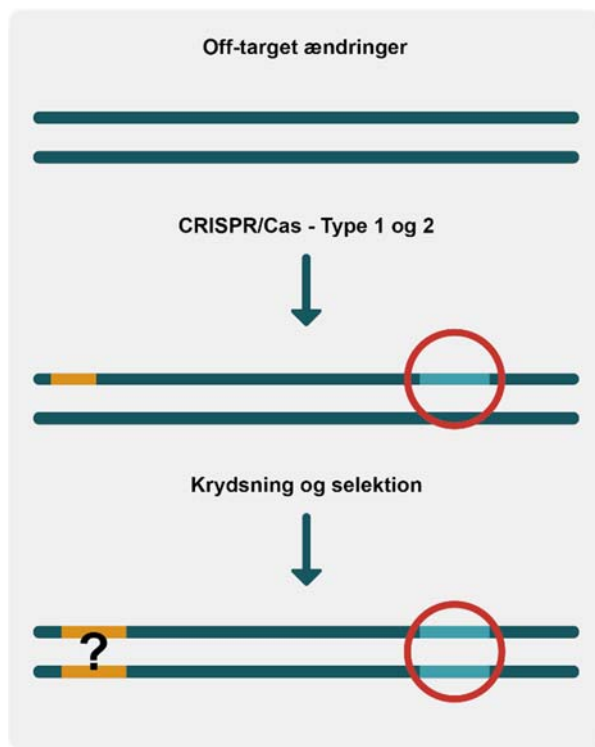 Off-target ændringer
CRISPR/Cas - Type 1 og 2
Krydsning og selektion
?